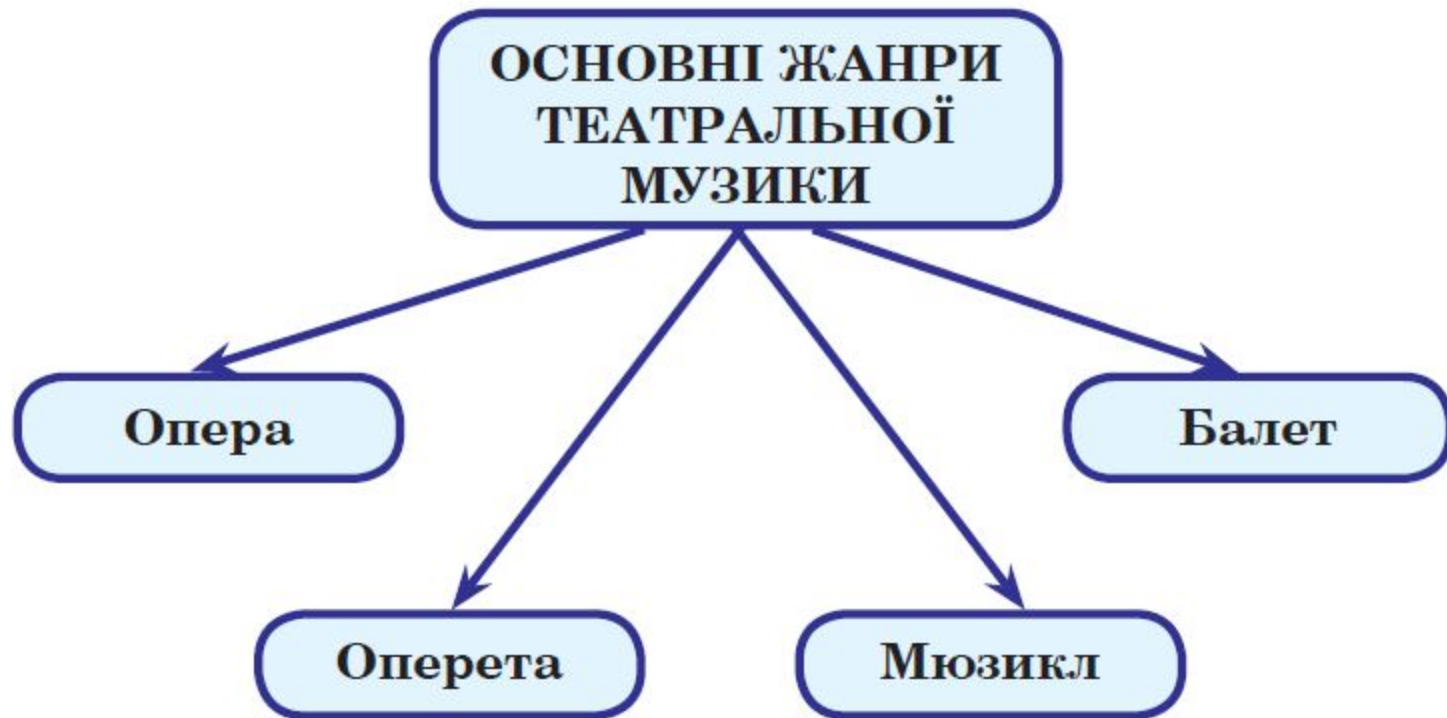 ОСНОВНІ ЖАНРИ
ТЕАТРАЛЬНОЇ
МУЗИКИ
Опера
Балет
Оперета
Мюзикл